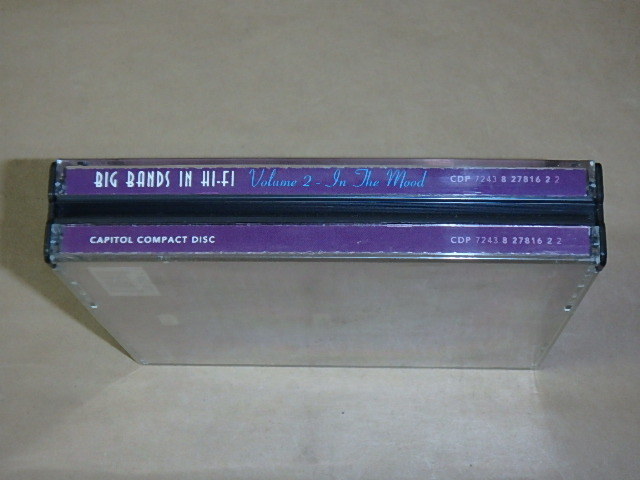 BIG BANDS IN HI-FI Volume 2 - In The Mood CDP 7243 8 27816 2 2
CAPITOL COMPACT DISC CDP 7243 8 27816 2 2